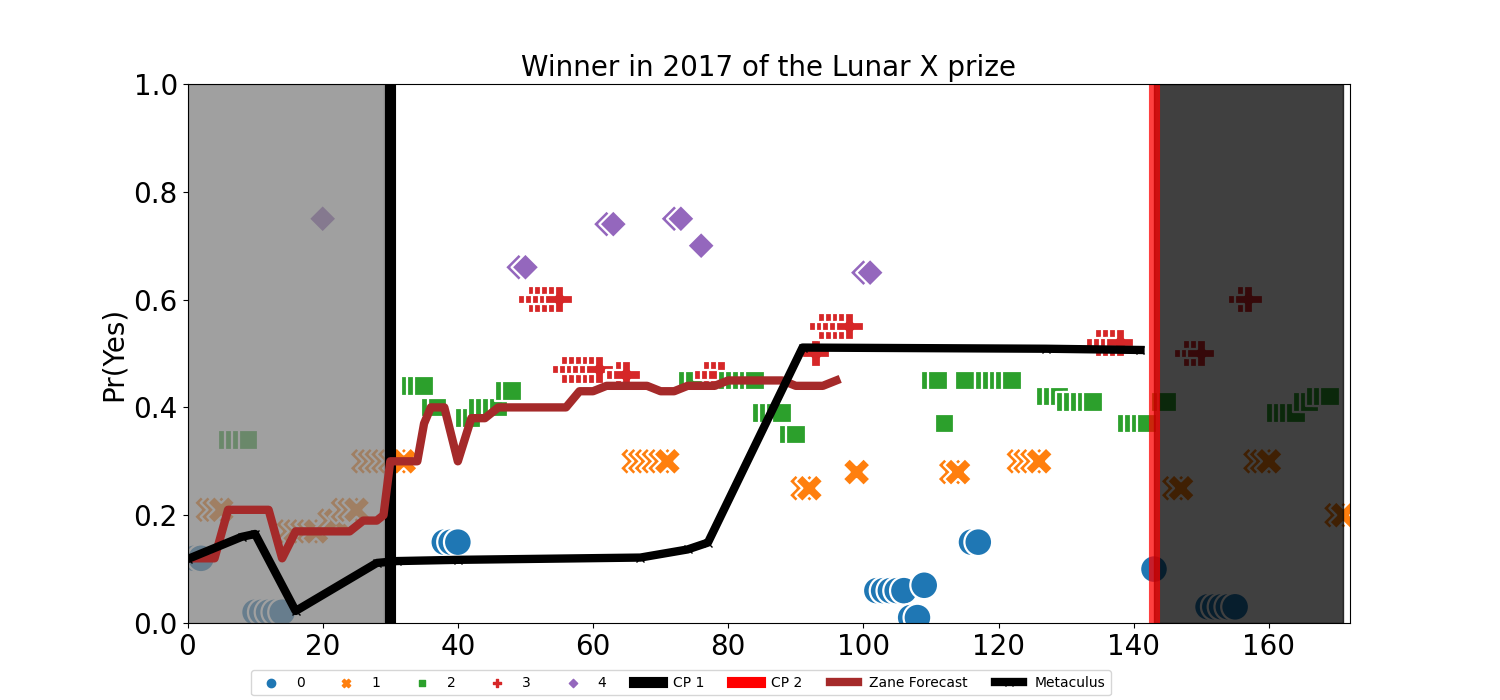 Winner in 2017 of the Lunar X prize
Pr(Yes)
1.0
0.8
0.6
0.4
0.2
0.0
0 20 40 60 80 100 120 140 160
0 1 2 3 4 CP 1 CP 2 Zane Forecast Metaculus